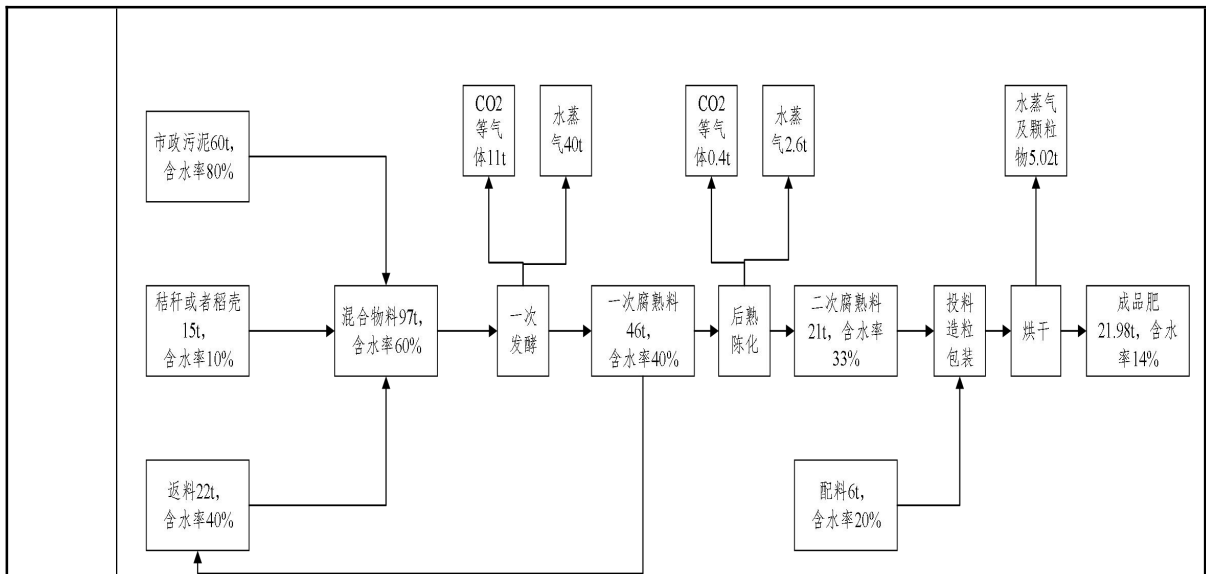 CO2
等气
体11t
水蒸
气40t
CO2
等气
体0.4t
水蒸
气2.6t
水蒸气
及颗粒
物5.02t
市政污泥60t,
含水率80%
秸秆或者稻壳
15t,
含水率10%
混合物料97t,
含水率60%
一次
发酵
一次腐熟料
46t,
含水率40%
后熟
陈化
二次腐熟料
21t, 含水率
33%
投料
造粒
包装
烘干
成品肥
21.98t, 含水
率14%
返料22t,
含水率40%
配料6t,
含水率20%